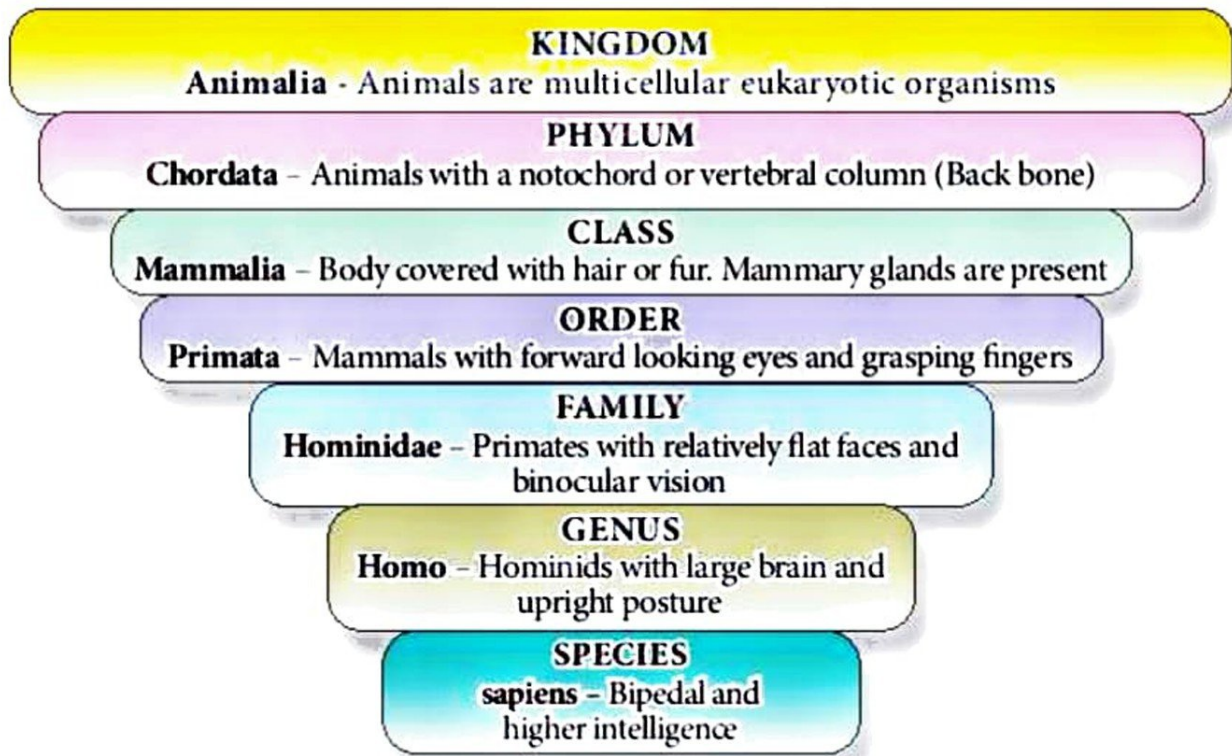 KINGDOM
Animalia - Animals are multicellular eukaryotic organisms
PHYLUM
Chordata – Animals with a notochord or vertebral column (Back bone)
CLASS
Mammalia – Body covered with hair or fur. Mammary glands are present
ORDER
Primata – Mammals with forward looking eyes and grasping fingers
FAMILY
Hominidae – Primates with relatively flat faces and
binocular vision
GENUS
Homo – Hominids with large brain and
upright posture
SPECIES
sapiens – Bipedal and
higher intelligence